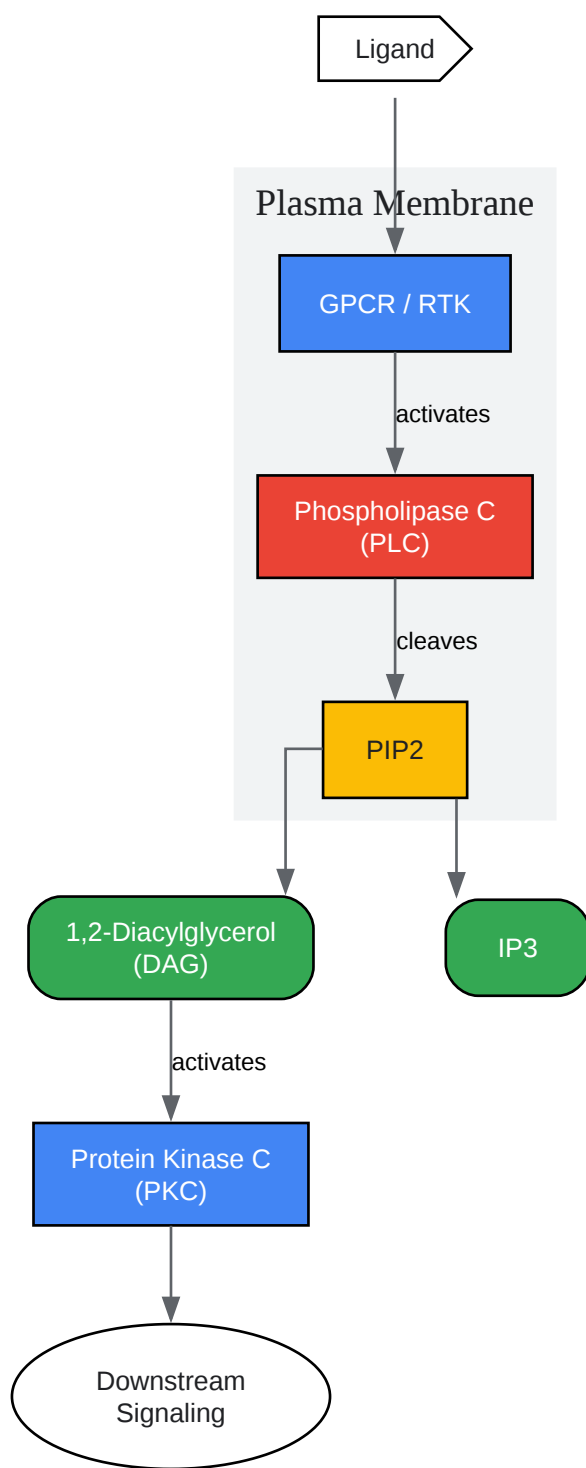 Ligand
Plasma Membrane
GPCR / RTK
activates
Phospholipase C
(PLC)
cleaves
PIP2
1,2-Diacylglycerol
(DAG)
IP3
activates
Protein Kinase C
(PKC)
Downstream
Signaling